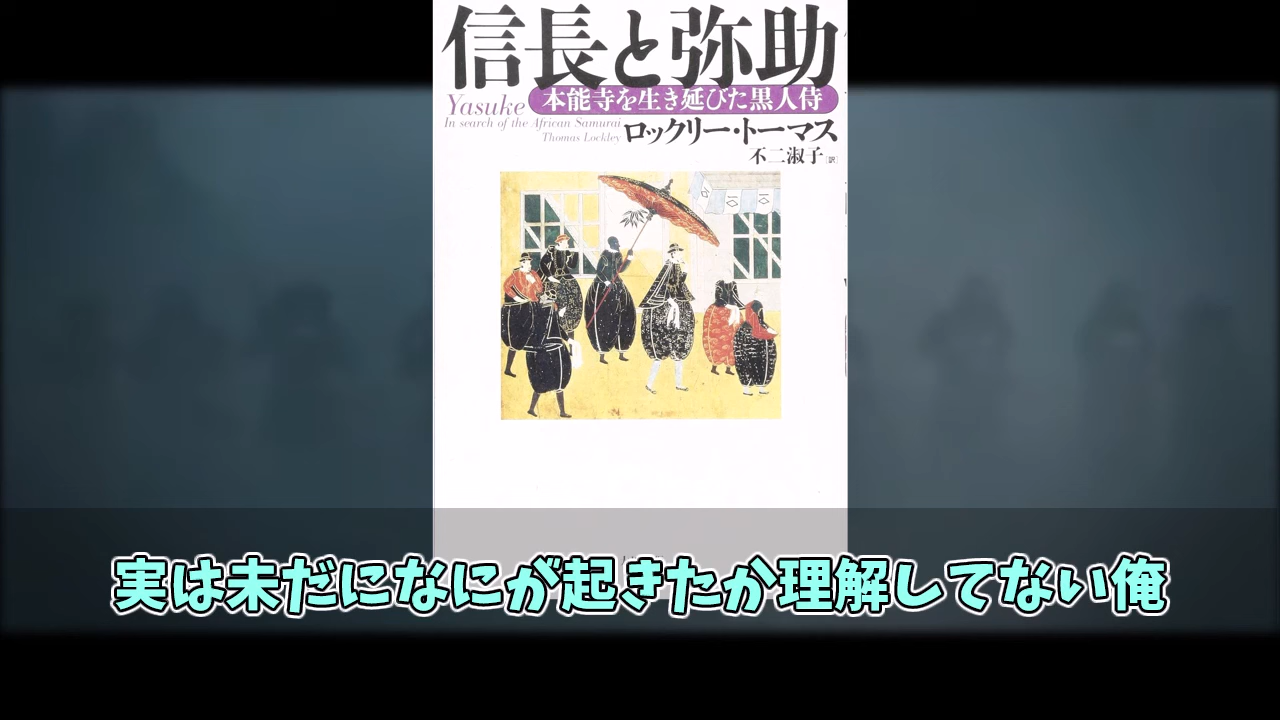 信長と弥助
Yasuke
本能寺を生き延びた黒人侍
In search of the African Samurai
Thomas Lockley
ロックリー・トーマス
不二淑子[訳]
実は未だになにが起きたか理解してない俺